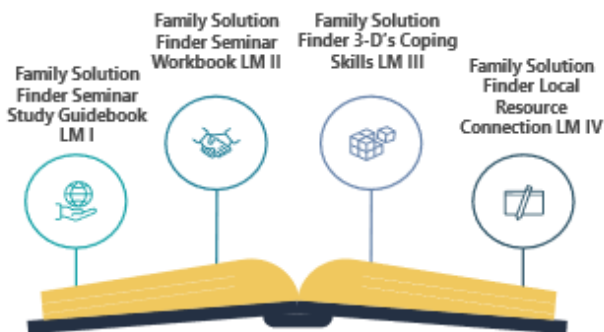 Family Solution
Finder Seminar
Study Guidebook
LM I
Family Solution
Finder Seminar
Workbook LM II
Family Solution
Finder 3-D's Coping
Skills LM III
Family Solution
Finder Local
Resource
Connection LM IV